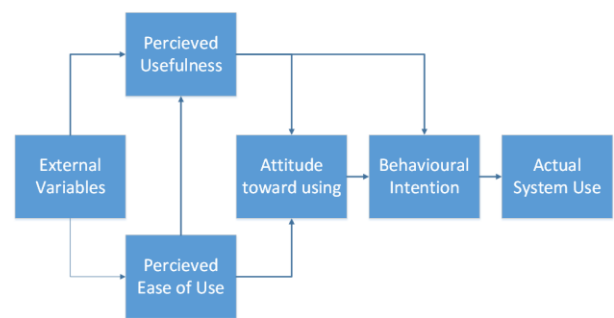 Percieved
Usefulness
External
Variables
Attitude
toward using
Behavioural
Intention
Actual
System Use
Percieved
Ease of Use